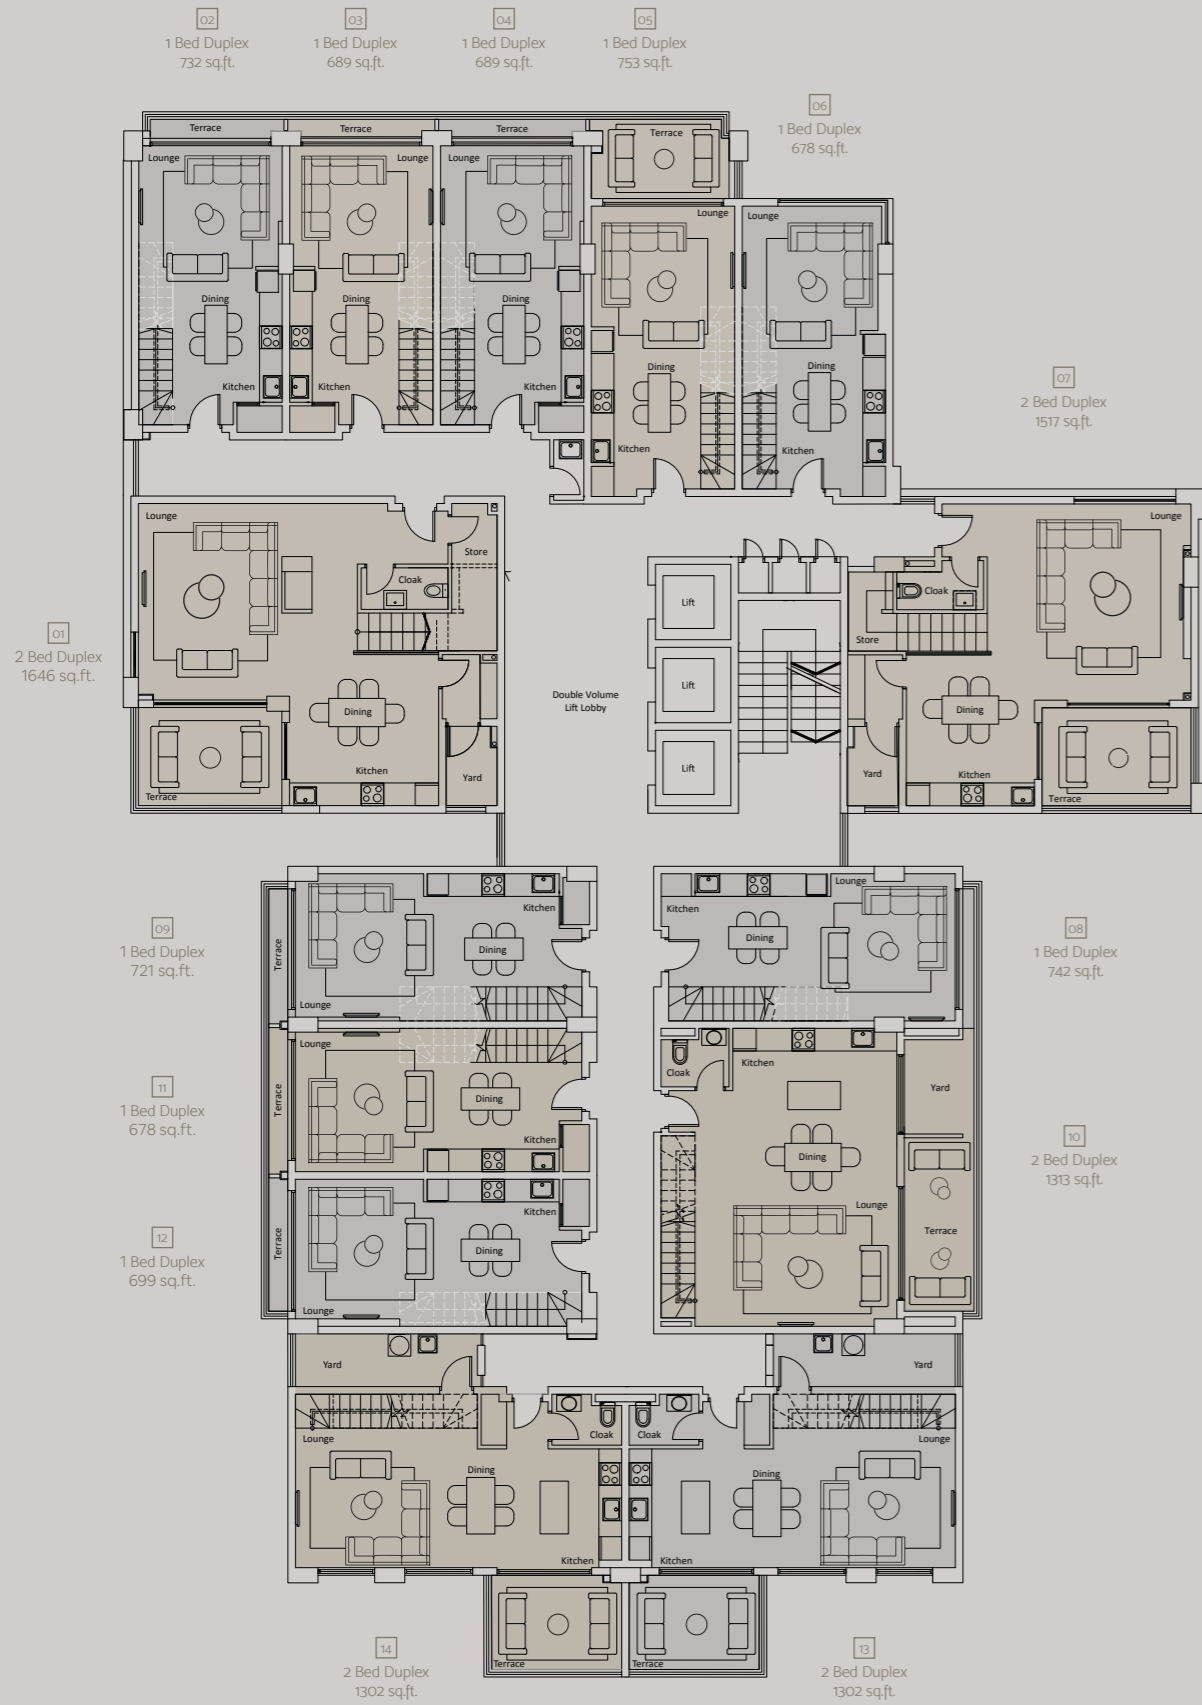 02
1 Bed Duplex
732 sq.ft.
03
1 Bed Duplex
689 sq.ft.
04
1 Bed Duplex
689 sq.ft.
05
1 Bed Duplex
753 sq.ft.
06
1 Bed Duplex
678 sq.ft.
Terrace
Terrace
Terrace
Terrace
Lounge
Lounge
Lounge
Lounge
Lounge
Dining
Dining
Dining
Dining
Dining
Kitchen
Kitchen
Kitchen
Kitchen
Kitchen
07
2 Bed Duplex
1517 sq.ft.
Lounge
Lounge
Store
Cloak
Cloak
Store
01
2 Bed Duplex
1646 sq.ft.
Lift
Lift
Lift
Double Volume
Lift Lobby
Dining
Dining
Kitchen
Kitchen
Yard
Yard
Terrace
Terrace
09
1 Bed Duplex
721 sq.ft.
Terrace
Kitchen
Dining
Lounge
08
1 Bed Duplex
742 sq.ft.
Lounge
Kitchen
Dining
11
1 Bed Duplex
678 sq.ft.
Terrace
Lounge
Dining
Kitchen
10
2 Bed Duplex
1313 sq.ft.
Cloak
Kitchen
Yard
Dining
Lounge
Terrace
12
1 Bed Duplex
699 sq.ft.
Terrace
Kitchen
Dining
Lounge
Yard
Yard
Cloak
Cloak
Lounge
Lounge
Dining
Dining
Kitchen
Kitchen
Terrace
Terrace
14
2 Bed Duplex
1302 sq.ft.
13
2 Bed Duplex
1302 sq.ft.